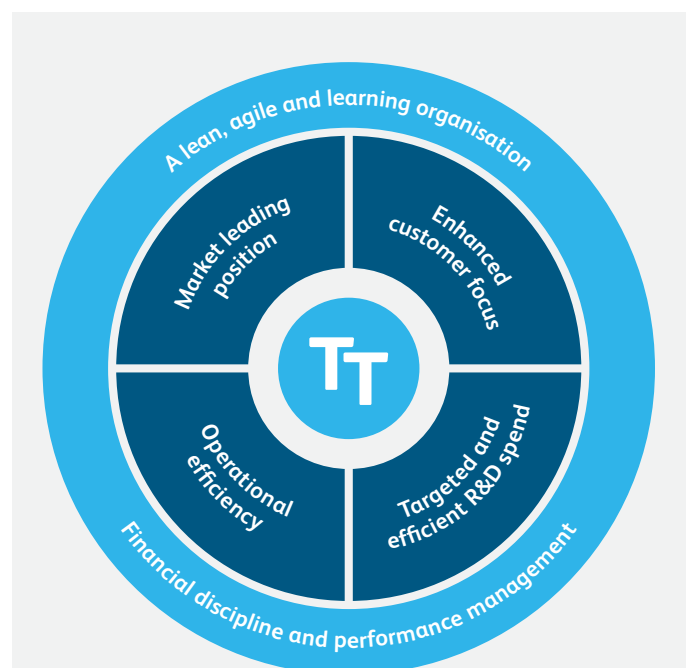 A lean, agile and learning organisation
Market leading
position
Enhanced
customer focus
TT
Operational
efficiency
Targeted and
efficient R&D spend
Financial discipline and performance management